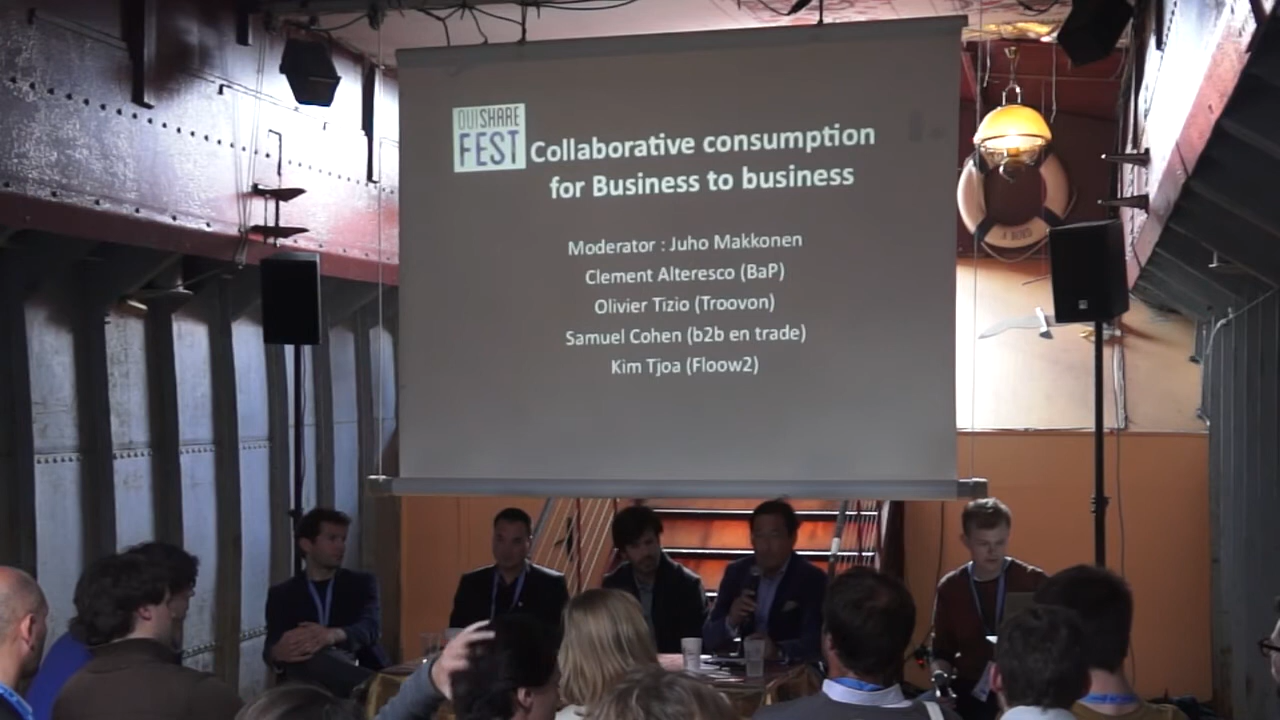 OUISHARE
FEST
Collaborative consumption
for Business to business
Moderator : Juho Makkonen
Clement Alteresco (BaP)
Olivier Tizio (Troovon)
Samuel Cohen (b2b en trade)
Kim Tjoa (Floow2)
A BORD